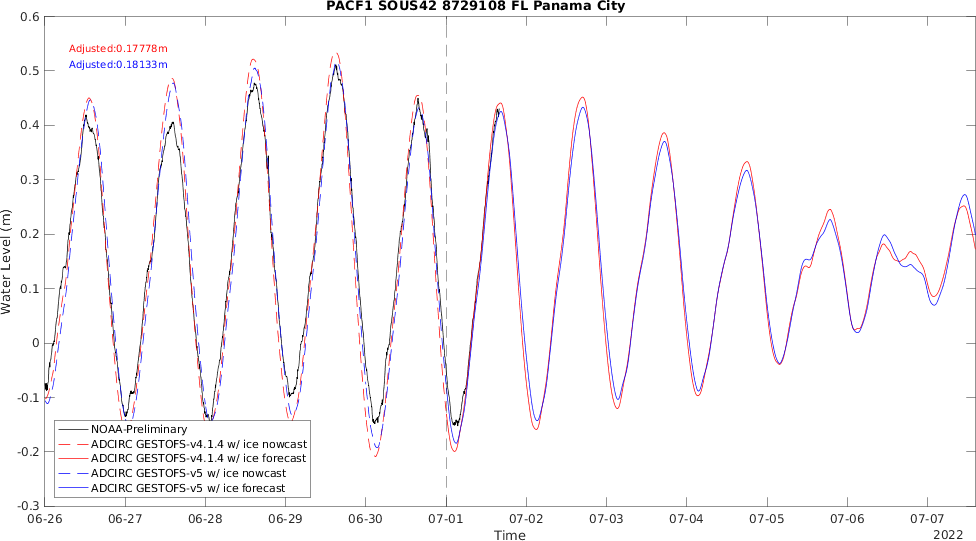 PACF1 SOUS42 8729108 FL Panama City
Adjusted:0.17778m
Adjusted:0.18133m
Water Level (m)
0.6
0.5
0.4
0.3
0.2
0.1
0
-0.1
-0.2
-0.3
NOAA-Preliminary
ADCIRC GESTOFS-v4.1.4 w/ ice nowcast
ADCIRC GESTOFS-v4.1.4 w/ ice forecast
ADCIRC GESTOFS-v5 w/ ice nowcast
ADCIRC GESTOFS-v5 w/ ice forecast
06-26 06-27 06-28 06-29 06-30 07-01 07-02 07-03 07-04 07-05 07-06 07-07
Time
2022